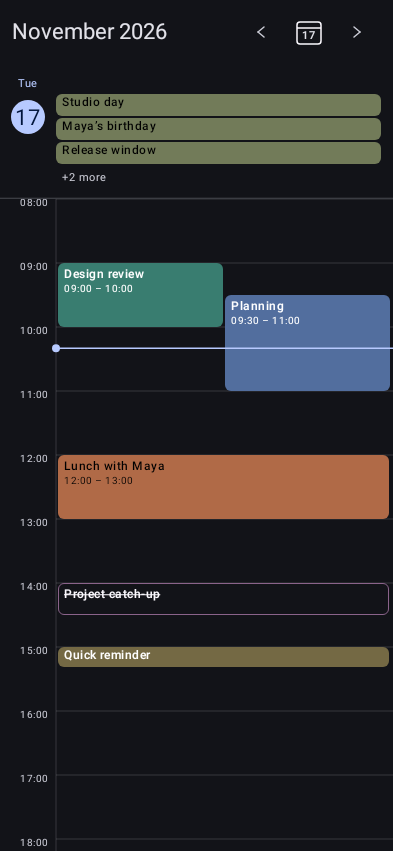 November 2026
17
Tue
17
Studio day
Maya's birthday
Release window
+2 more
08:00
09:00
Design review
09:00 – 10:00
Planning
09:30 – 11:00
10:00
11:00
12:00
Lunch with Maya
12:00 – 13:00
13:00
14:00
Project catch-up
15:00
Quick reminder
16:00
17:00
18:00